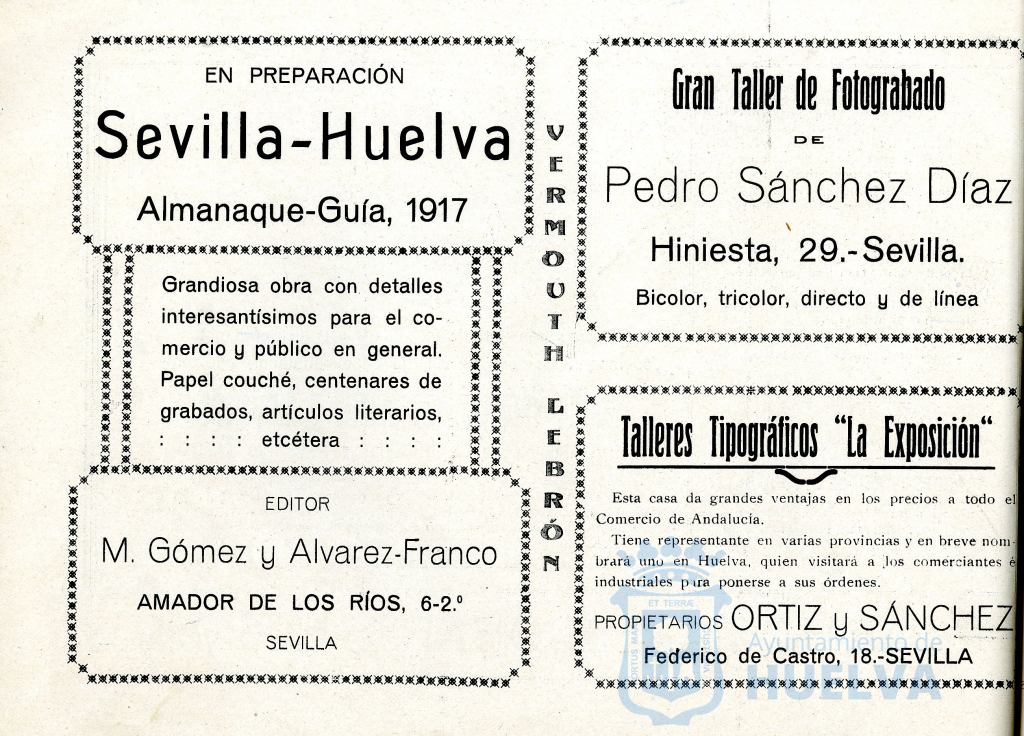 EN PREPARACIÓN
Sevilla-Huelva
Almanaque-Guía, 1917
Grandiosa obra con detalles
interesantísimos para el co-
mercio y público en general.
Papel couché, centenares de
grabados, artículos literarios,
: : : : etcétera : : : :
EDITOR
M. Gómez y Alvarez-Franco
AMADOR DE LOS RÍOS, 6-2.º
SEVILLA
VERMOUTH LEBRÓN
Gran Taller de Fotograbado
DE
Pedro Sánchez Díaz
Hiniesta, 29.-Sevilla.
Bicolor, tricolor, directo y de línea
Talleres Tipográficos "La Exposición"
Esta casa da grandes ventajas en los precios a todo el
Comercio de Andalucía.
Tiene representante en varias provincias y en breve nom-
brará uno en Huelva, quien visitará a los comerciantes é
industriales para ponerse a sus órdenes.
PROPIETARIOS ORTIZ y SÁNCHEZ
Federico de Castro, 18.-SEVILLA
Ayuntamiento de
HUELVA
ET TERRÆ